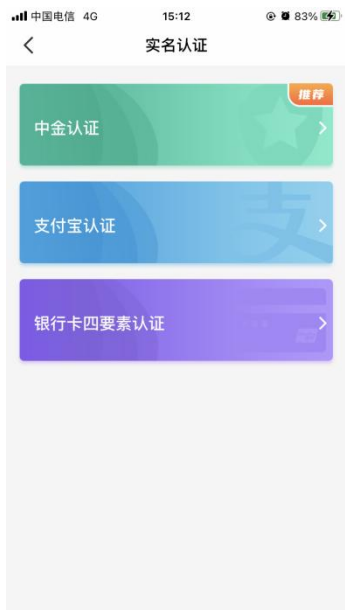 中国电信 4G 15:12 83%
实名认证
推荐
中金认证
支付宝认证
支
银行卡四要素认证